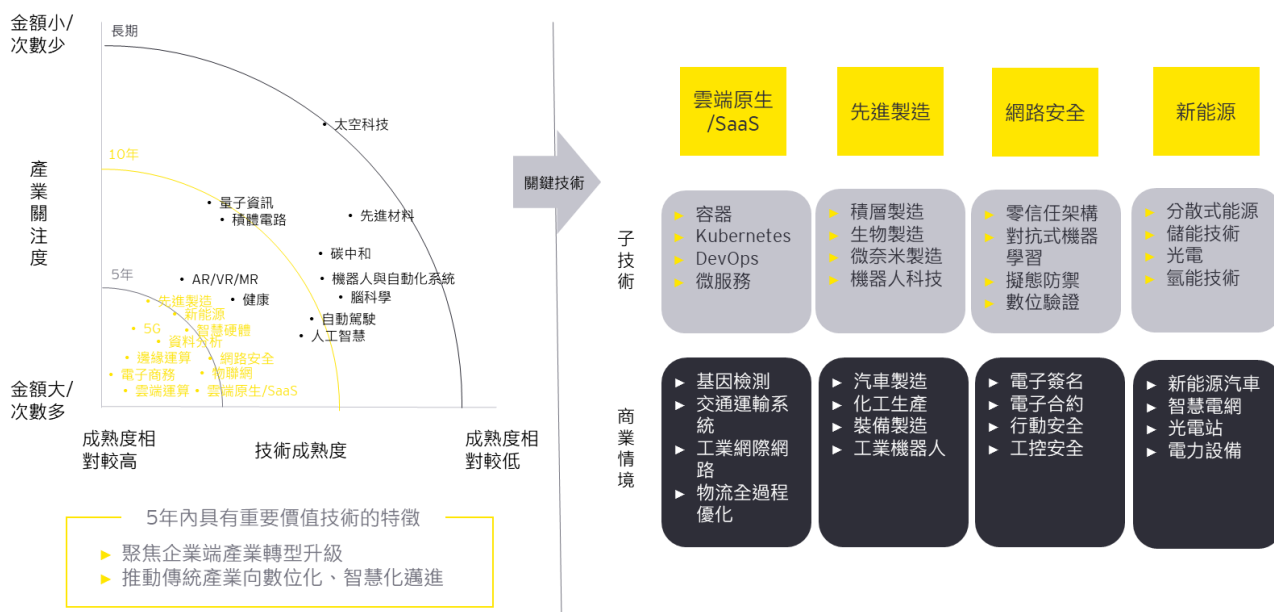 金額小/
次數少
長期
太空科技
10年
產業關注度
量子資訊
積體電路
先進材料
碳中和
5年
AR/VR/MR
機器人與自動化系統
健康
腦科學
先進製造
新能源
自動駕駛
5G
智慧硬體
人工智慧
資料分析
邊緣運算
網路安全
電子商務
物聯網
雲端運算
雲端原生/SaaS
金額大/
次數多
成熟度相
對較高
技術成熟度
成熟度相
對較低
5年內具有重要價值技術的特徵
► 聚焦企業端產業轉型升級
► 推動傳統產業向數位化、智慧化邁進
關鍵技術
雲端原生
/SaaS
先進製造
網路安全
新能源
子技術
► 容器
► Kubernetes
► DevOps
► 微服務
► 積層製造
► 生物製造
► 微奈米製造
► 機器人科技
► 零信任架構
► 對抗式機器
學習
► 擬態防禦
► 數位驗證
► 分散式能源
► 儲能技術
► 光電
► 氫能技術
商業情境
► 基因檢測
► 交通運輸系
統
► 工業網際網
路
► 物流全過程
優化
► 汽車製造
► 化工生產
► 裝備製造
► 工業機器人
► 電子簽名
► 電子合約
► 行動安全
► 工控安全
► 新能源汽車
► 智慧電網
► 光電站
► 電力設備